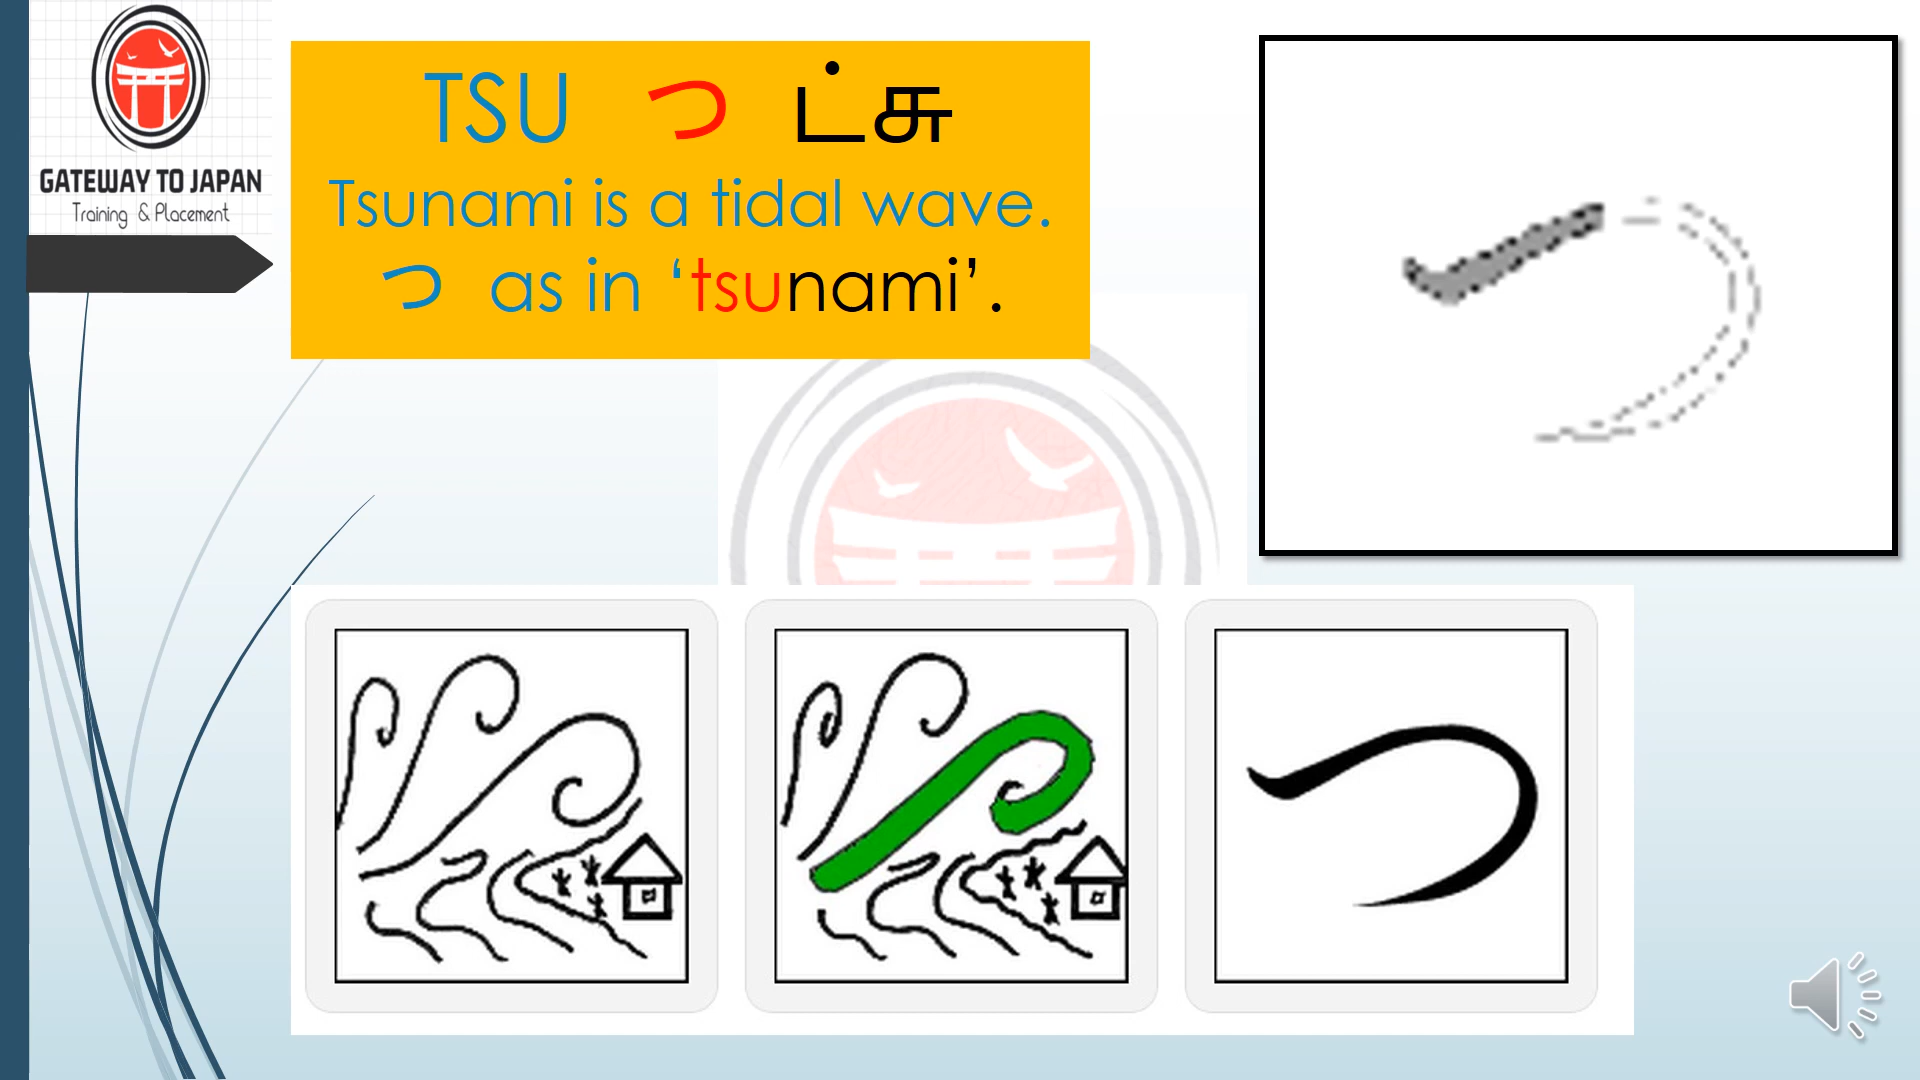 GATEWAY TO JAPAN
Training & Placement
TSU つ ட்சு
Tsunami is a tidal wave.
つ as in ‘tsunami’.